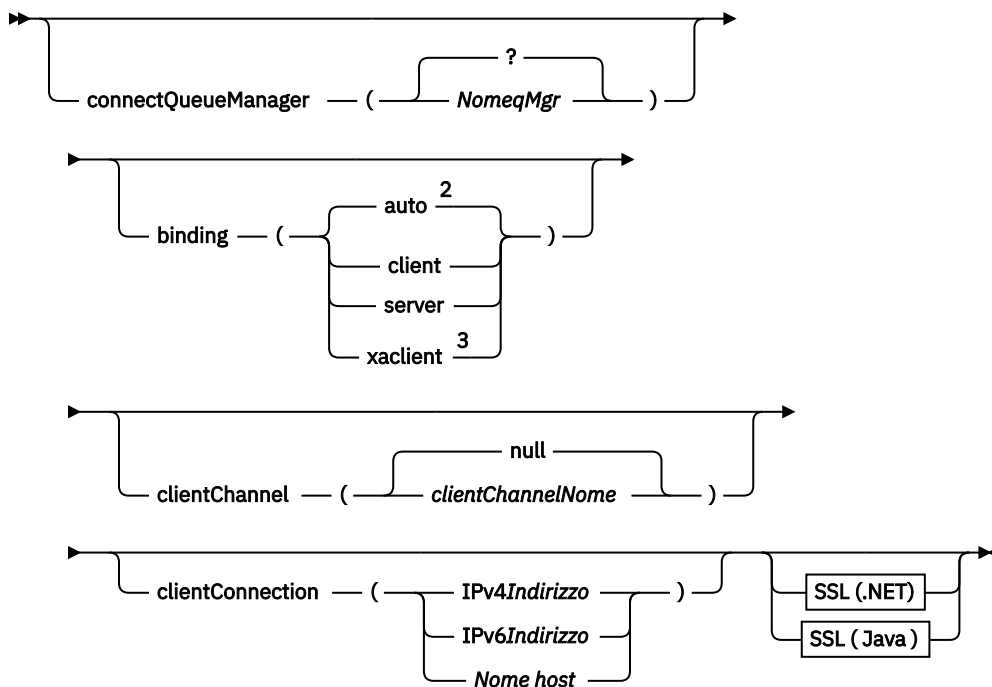 ?
connectQueueManager ( NomeqMgr )
auto 2
binding ( )
client
server
xaclient 3
null
clientChannel ( clientChannelNome )
clientConnection ( IPv4Indirizzo ) SSL (.NET)
IPv6Indirizzo SSL ( Java )
Nome host